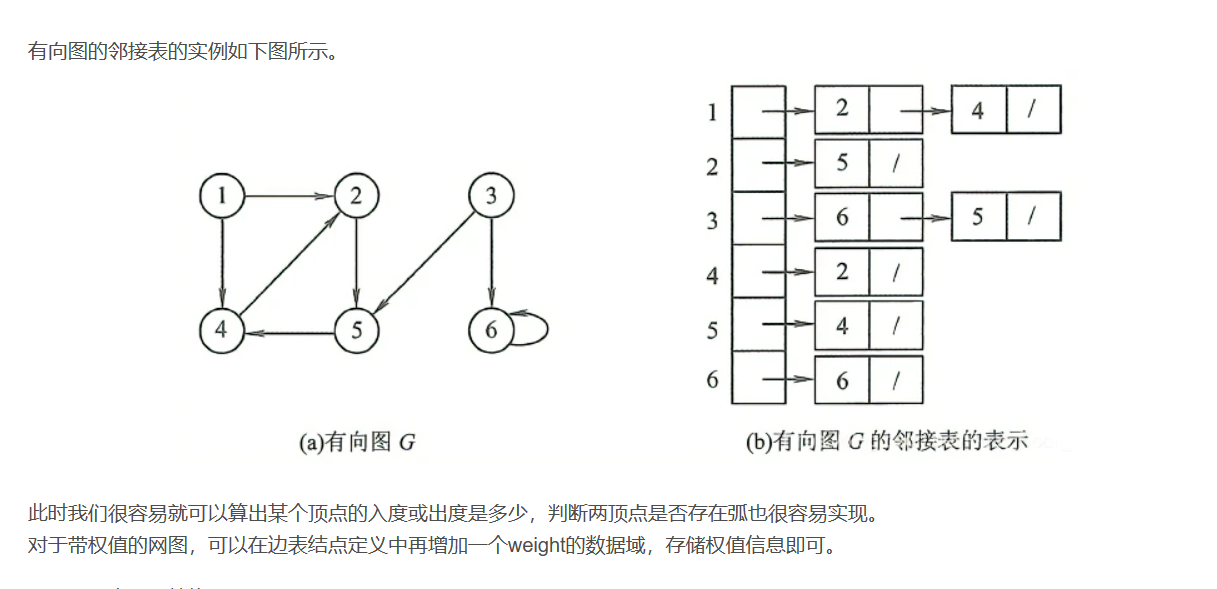 有向图的邻接表的实例如下图所示。
1 2 3
4 5 6
(a)有向图 G
1 2 4 /
2 5 /
3 6 5 /
4 2 /
5 4 /
6 6 /
(b)有向图 G 的邻接表的表示
此时我们很容易就可以算出某个顶点的入度或出度是多少，判断两顶点是否存在弧也很容易实现。
对于带权值的网图，可以在边表结点定义中再增加一个weight的数据域，存储权值信息即可。